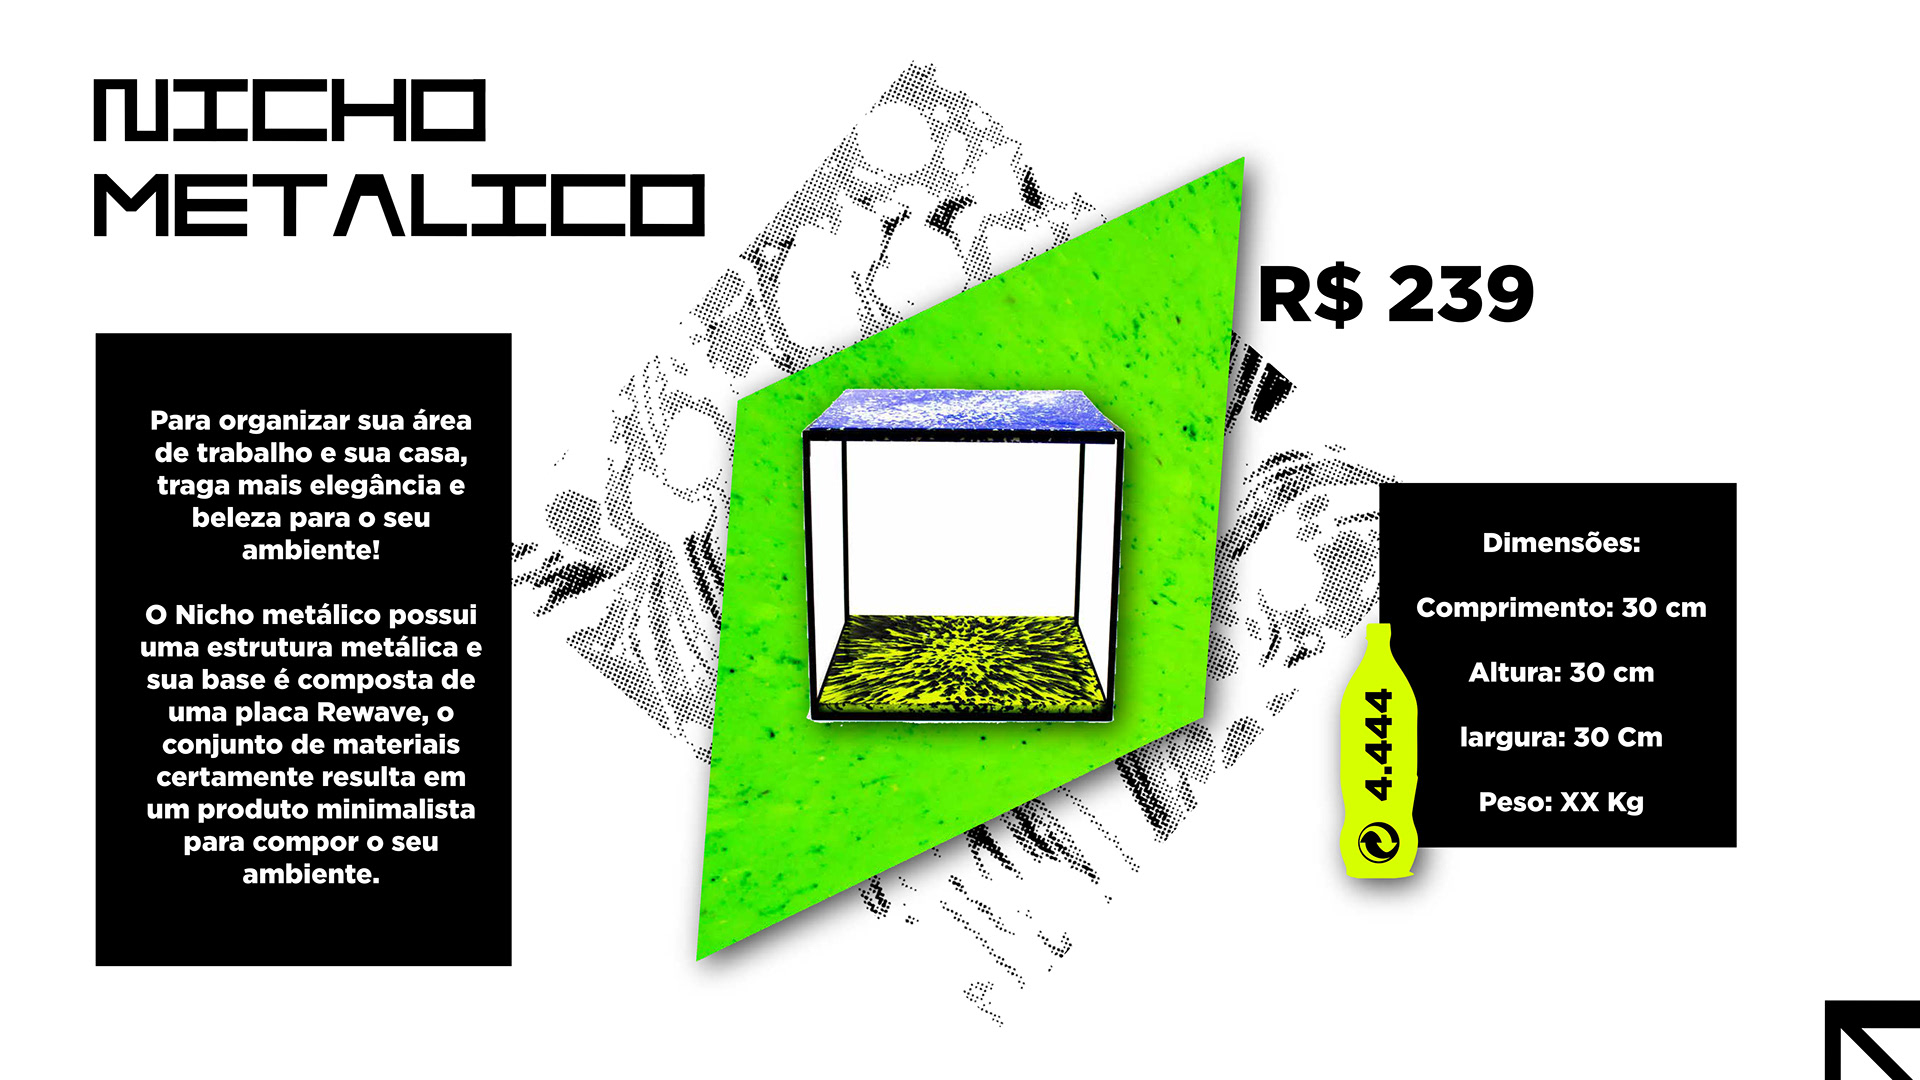 NICHO
METALICO
R$ 239
Para organizar sua área
de trabalho e sua casa,
traga mais elegância e
beleza para o seu
ambiente!
O Nicho metálico possui
uma estrutura metálica e
sua base é composta de
uma placa Rewave, o
conjunto de materiais
certamente resulta em
um produto minimalista
para compor o seu
ambiente.
Dimensões:
Comprimento: 30 cm
Altura: 30 cm
largura: 30 Cm
Peso: XX Kg
4.444